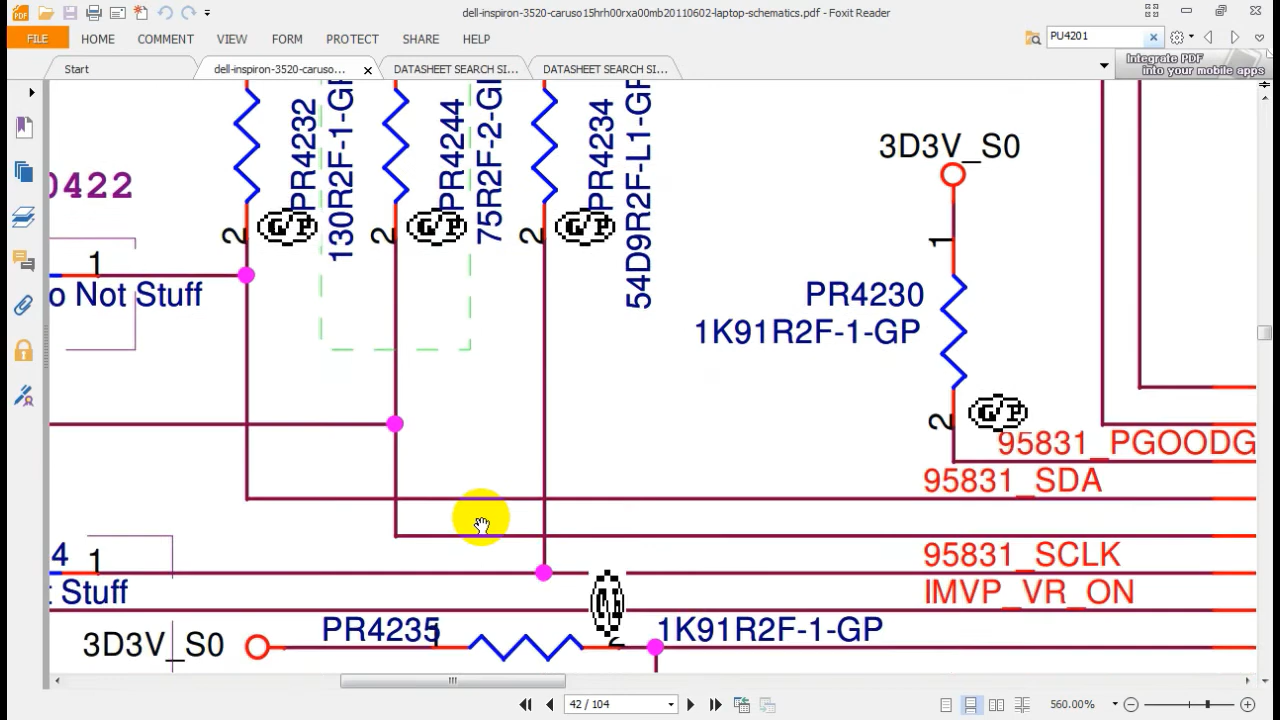 dell-inspiron-3520-caruso15hrh00rxa00mb20110602-laptop-schematics.pdf - Foxit Reader
FILE
HOME
COMMENT
VIEW
FORM
PROTECT
SHARE
HELP
PU4201
Start
dell-inspiron-3520-caruso...
DATASHEET SEARCH SI...
DATASHEET SEARCH SI...
Integrate PDF
into your mobile apps
PR4232
130R2F-1-GP
PR4244
75R2F-2-GP
PR4234
54D9R2F-L1-GP
3D3V_S0
0422
2
2
2
1
1
o Not Stuff
PR4230
1K91R2F-1-GP
2
95831_PGOODG
95831_SDA
4
1
95831_SCLK
t Stuff
IMVP_VR_ON
3D3V_S0
PR4235
1
2
1K91R2F-1-GP
42 / 104
560.00%